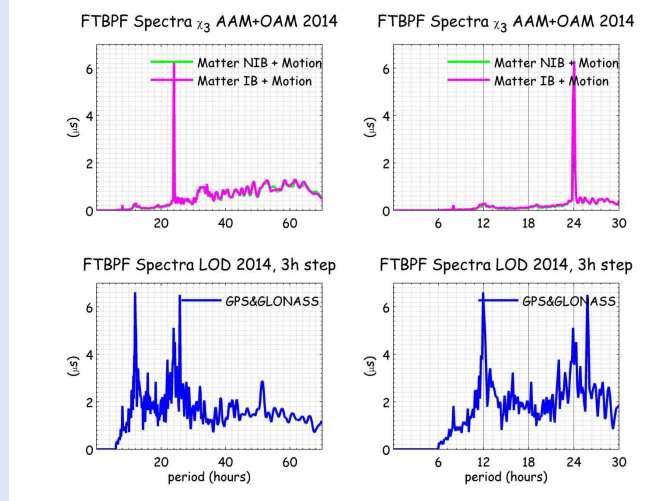 FTBPF Spectra χ3 AAM+OAM 2014
Matter NIB + Motion
Matter IB + Motion
6
4
2
0
(µs)
20
40
60
FTBPF Spectra χ3 AAM+OAM 2014
Matter NIB + Motion
Matter IB + Motion
6
4
2
0
(µs)
6
12
18
24
30
FTBPF Spectra LOD 2014, 3h step
GPS&GLONASS
6
4
2
0
(µs)
20
40
60
period (hours)
FTBPF Spectra LOD 2014, 3h step
GPS&GLONASS
6
4
2
0
(µs)
6
12
18
24
30
period (hours)